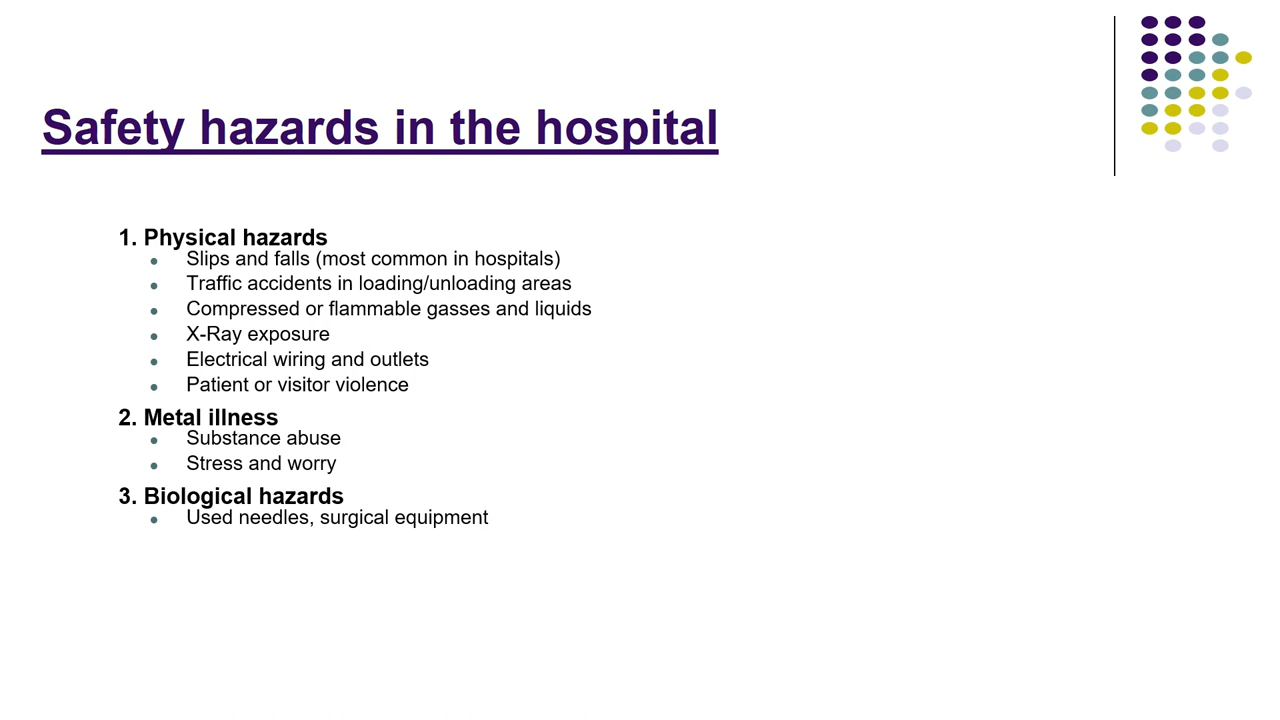 Safety hazards in the hospital
1. Physical hazards
• Slips and falls (most common in hospitals)
• Traffic accidents in loading/unloading areas
• Compressed or flammable gasses and liquids
• X-Ray exposure
• Electrical wiring and outlets
• Patient or visitor violence
2. Metal illness
• Substance abuse
• Stress and worry
3. Biological hazards
• Used needles, surgical equipment